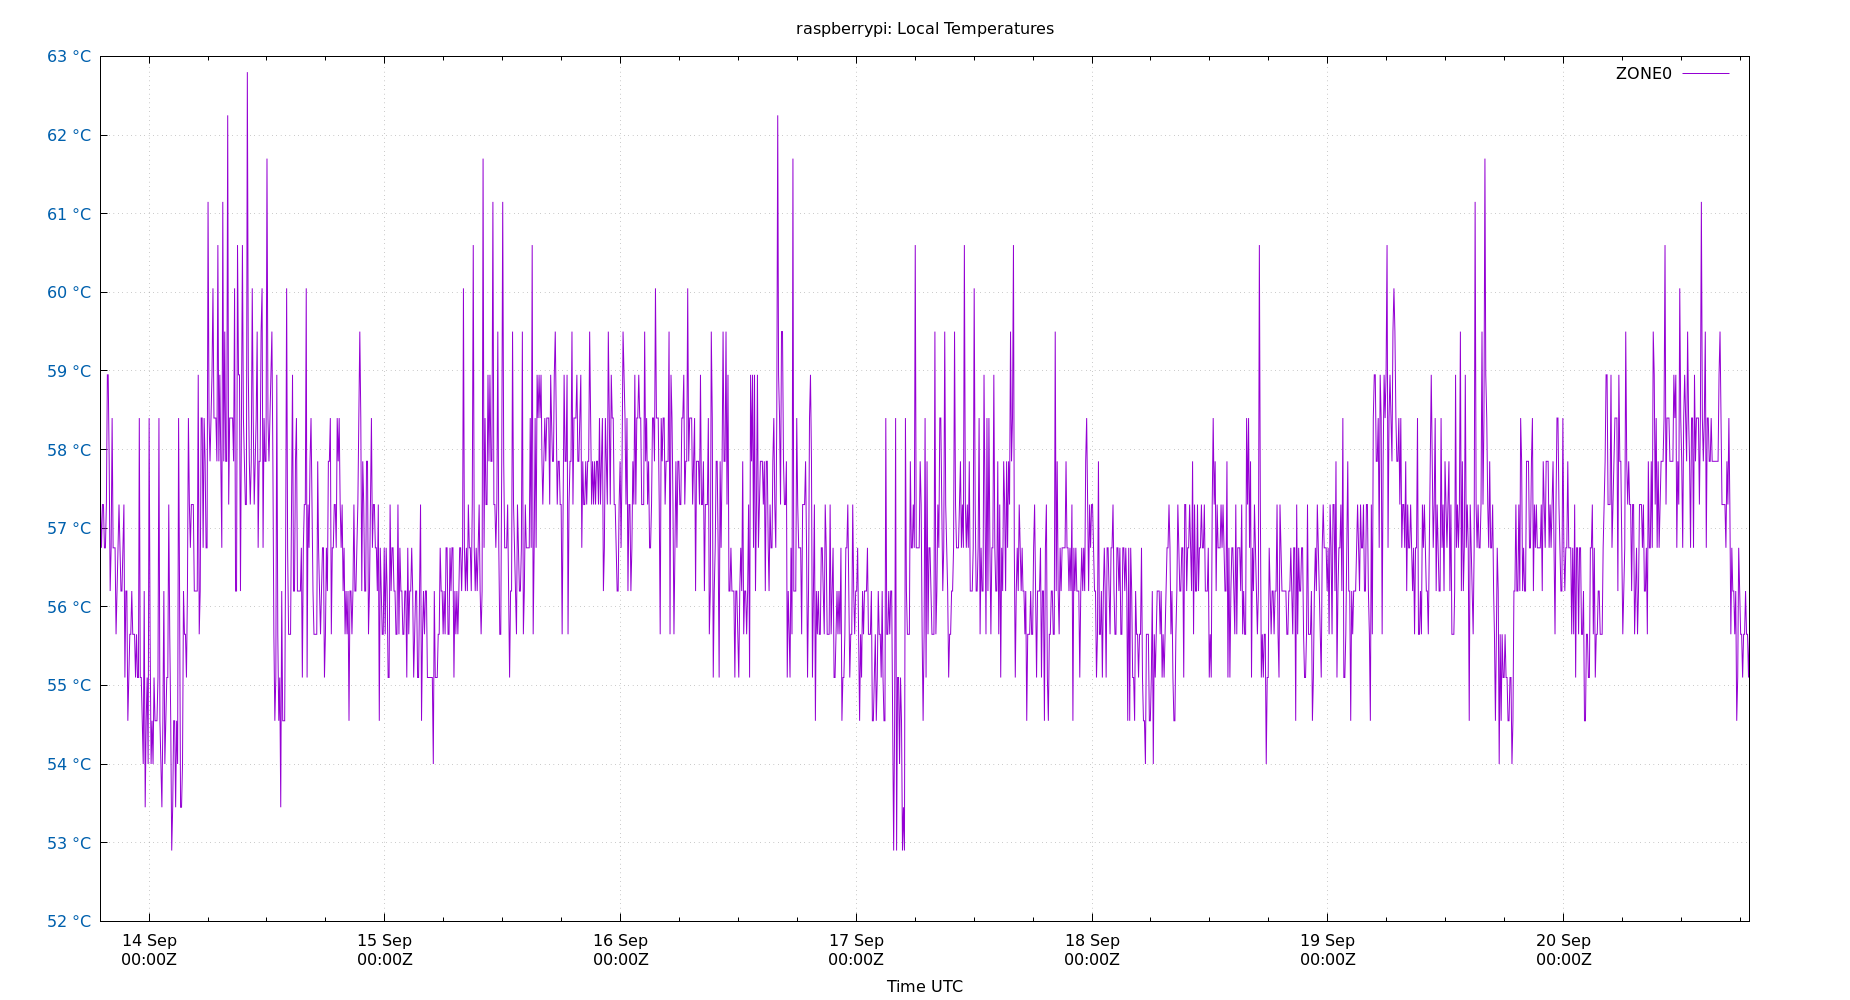 raspberrypi: Local Temperatures
63 °C
ZONE0
62 °C
61 °C
60 °C
59 °C
58 °C
57 °C
56 °C
55 °C
54 °C
53 °C
52 °C
14 Sep 15 Sep 16 Sep 17 Sep 18 Sep 19 Sep 20 Sep
00:00Z 00:00Z 00:00Z 00:00Z 00:00Z 00:00Z 00:00Z
Time UTC